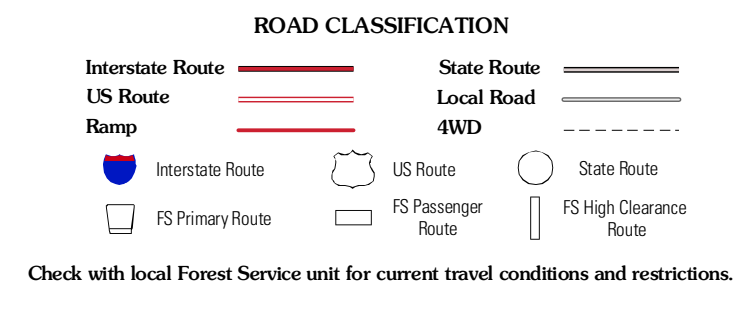 ROAD CLASSIFICATION
Interstate Route
State Route
US Route
Local Road
Ramp
4WD
Interstate Route
US Route
State Route
FS Primary Route
FS Passenger
Route
FS High Clearance
Route
Check with local Forest Service unit for current travel conditions and restrictions.